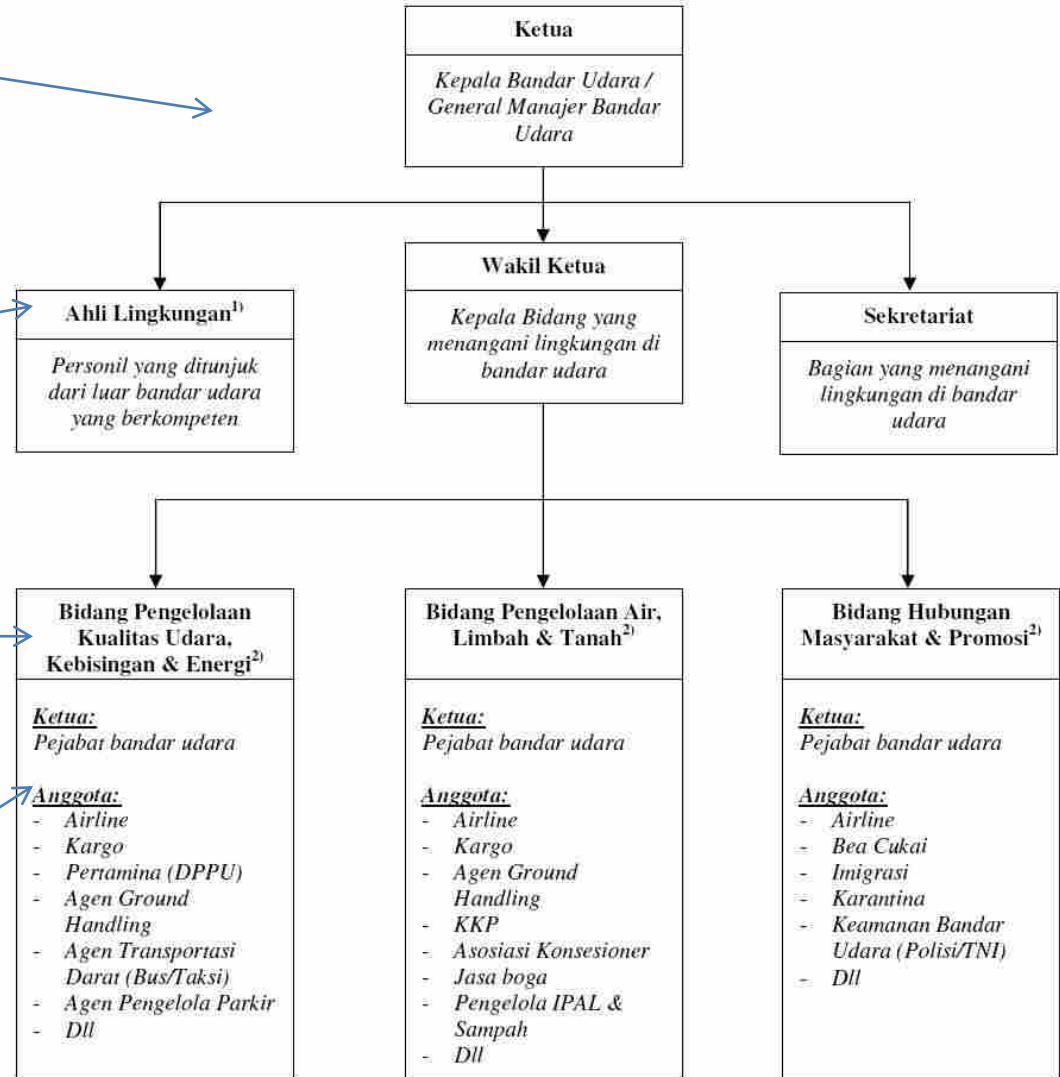 Ketua
Kepala Bandar Udara /
General Manajer Bandar
Udara
Ahli Lingkungan1)
Personil yang ditunjuk
dari luar bandar udara
yang berkompeten
Wakil Ketua
Kepala Bidang yang
menangani lingkungan di
bandar udara
Sekretariat
Bagian yang menangani
lingkungan di bandar
udara
Bidang Pengelolaan
Kualitas Udara,
Kebisingan & Energi2)
Ketua:
Pejabat bandar udara
Anggota:
- Airline
- Kargo
- Pertamina (DPPU)
- Agen Ground
Handling
- Agen Transportasi
Darat (Bus/Taksi)
- Agen Pengelola Parkir
- Dll
Bidang Pengelolaan Air,
Limbah & Tanah2)
Ketua:
Pejabat bandar udara
Anggota:
- Airline
- Kargo
- Agen Ground
Handling
- KKP
- Asosiasi Konsesioner
- Jasa boga
- Pengelola IPAL &
Sampah
- Dll
Bidang Hubungan
Masyarakat & Promosi2)
Ketua:
Pejabat bandar udara
Anggota:
- Airline
- Bea Cukai
- Imigrasi
- Karantina
- Keamanan Bandar
Udara (Polisi/TNI)
- Dll